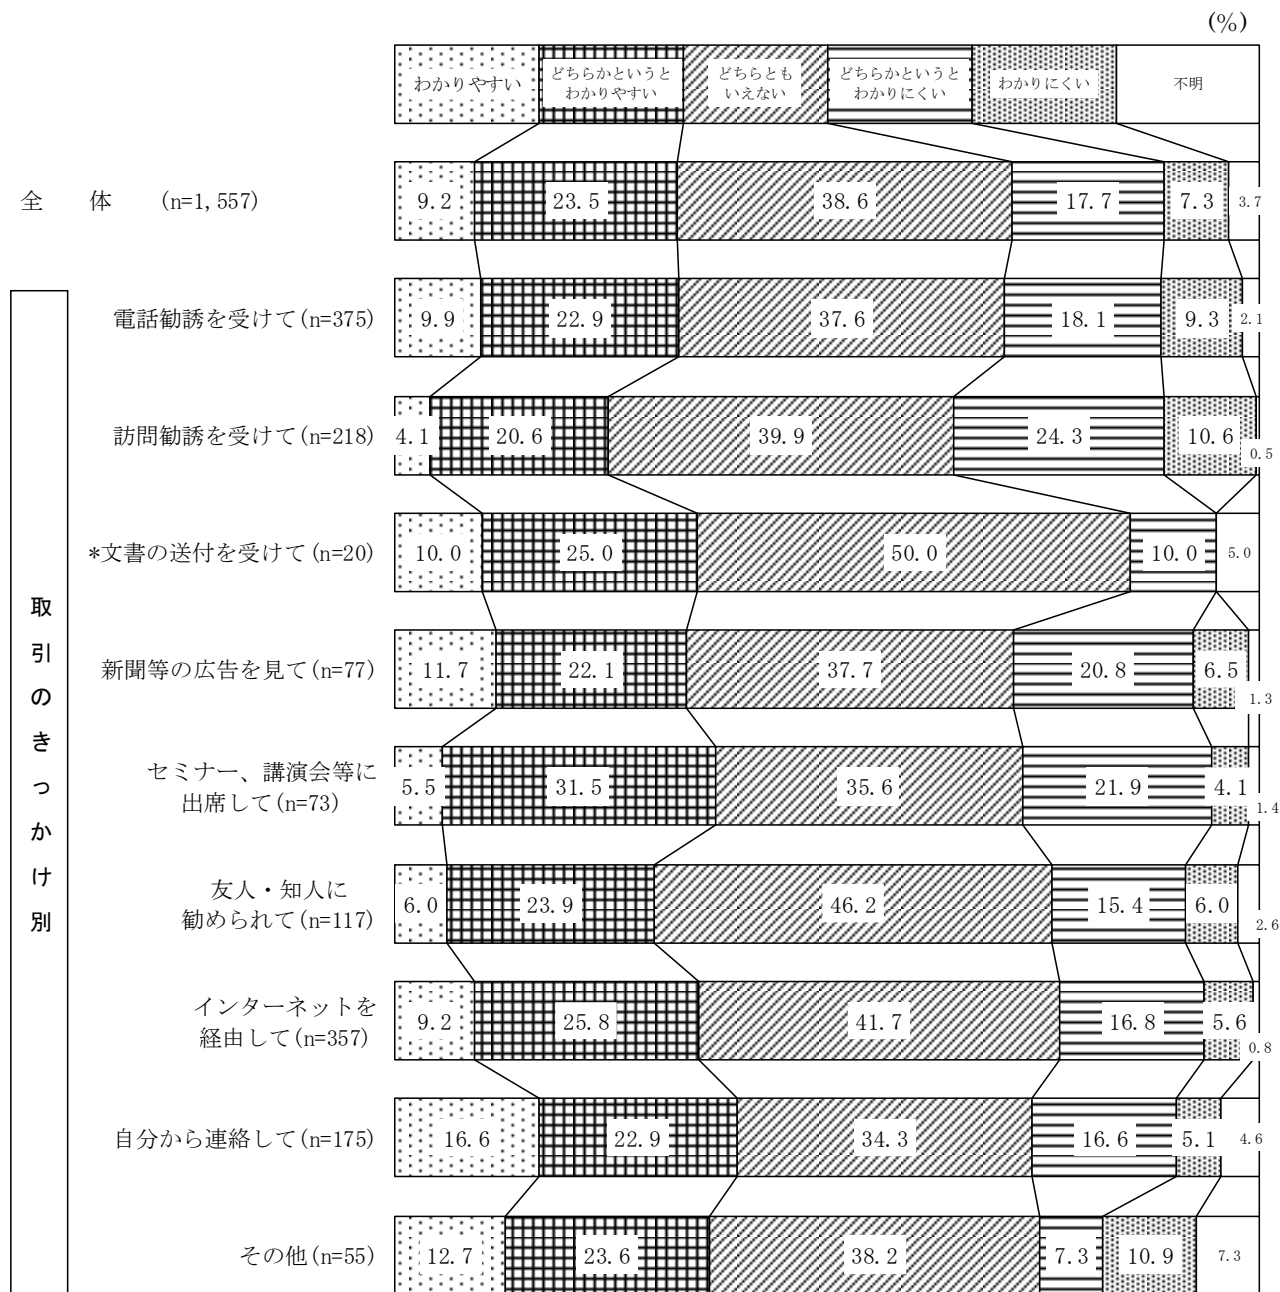 (%)
わかりやすい
どちらかというと
わかりやすい
どちらとも
いえない
どちらかというと
わかりにくい
わかりにくい
不明
全　体　(n=1,557)
9.2 23.5 38.6 17.7 7.3 3.7
取引のきっかけ別
電話勧誘を受けて(n=375)
9.9 22.9 37.6 18.1 9.3 2.1
訪問勧誘を受けて(n=218)
4.1 20.6 39.9 24.3 10.6 0.5
*文書の送付を受けて(n=20)
10.0 25.0 50.0 10.0 5.0
新聞等の広告を見て(n=77)
11.7 22.1 37.7 20.8 6.5 1.3
セミナー、講演会等に
出席して(n=73)
5.5 31.5 35.6 21.9 4.1 1.4
友人・知人に
勧められて(n=117)
6.0 23.9 46.2 15.4 6.0 2.6
インターネットを
経由して(n=357)
9.2 25.8 41.7 16.8 5.6 0.8
自分から連絡して(n=175)
16.6 22.9 34.3 16.6 5.1 4.6
その他(n=55)
12.7 23.6 38.2 7.3 10.9 7.3